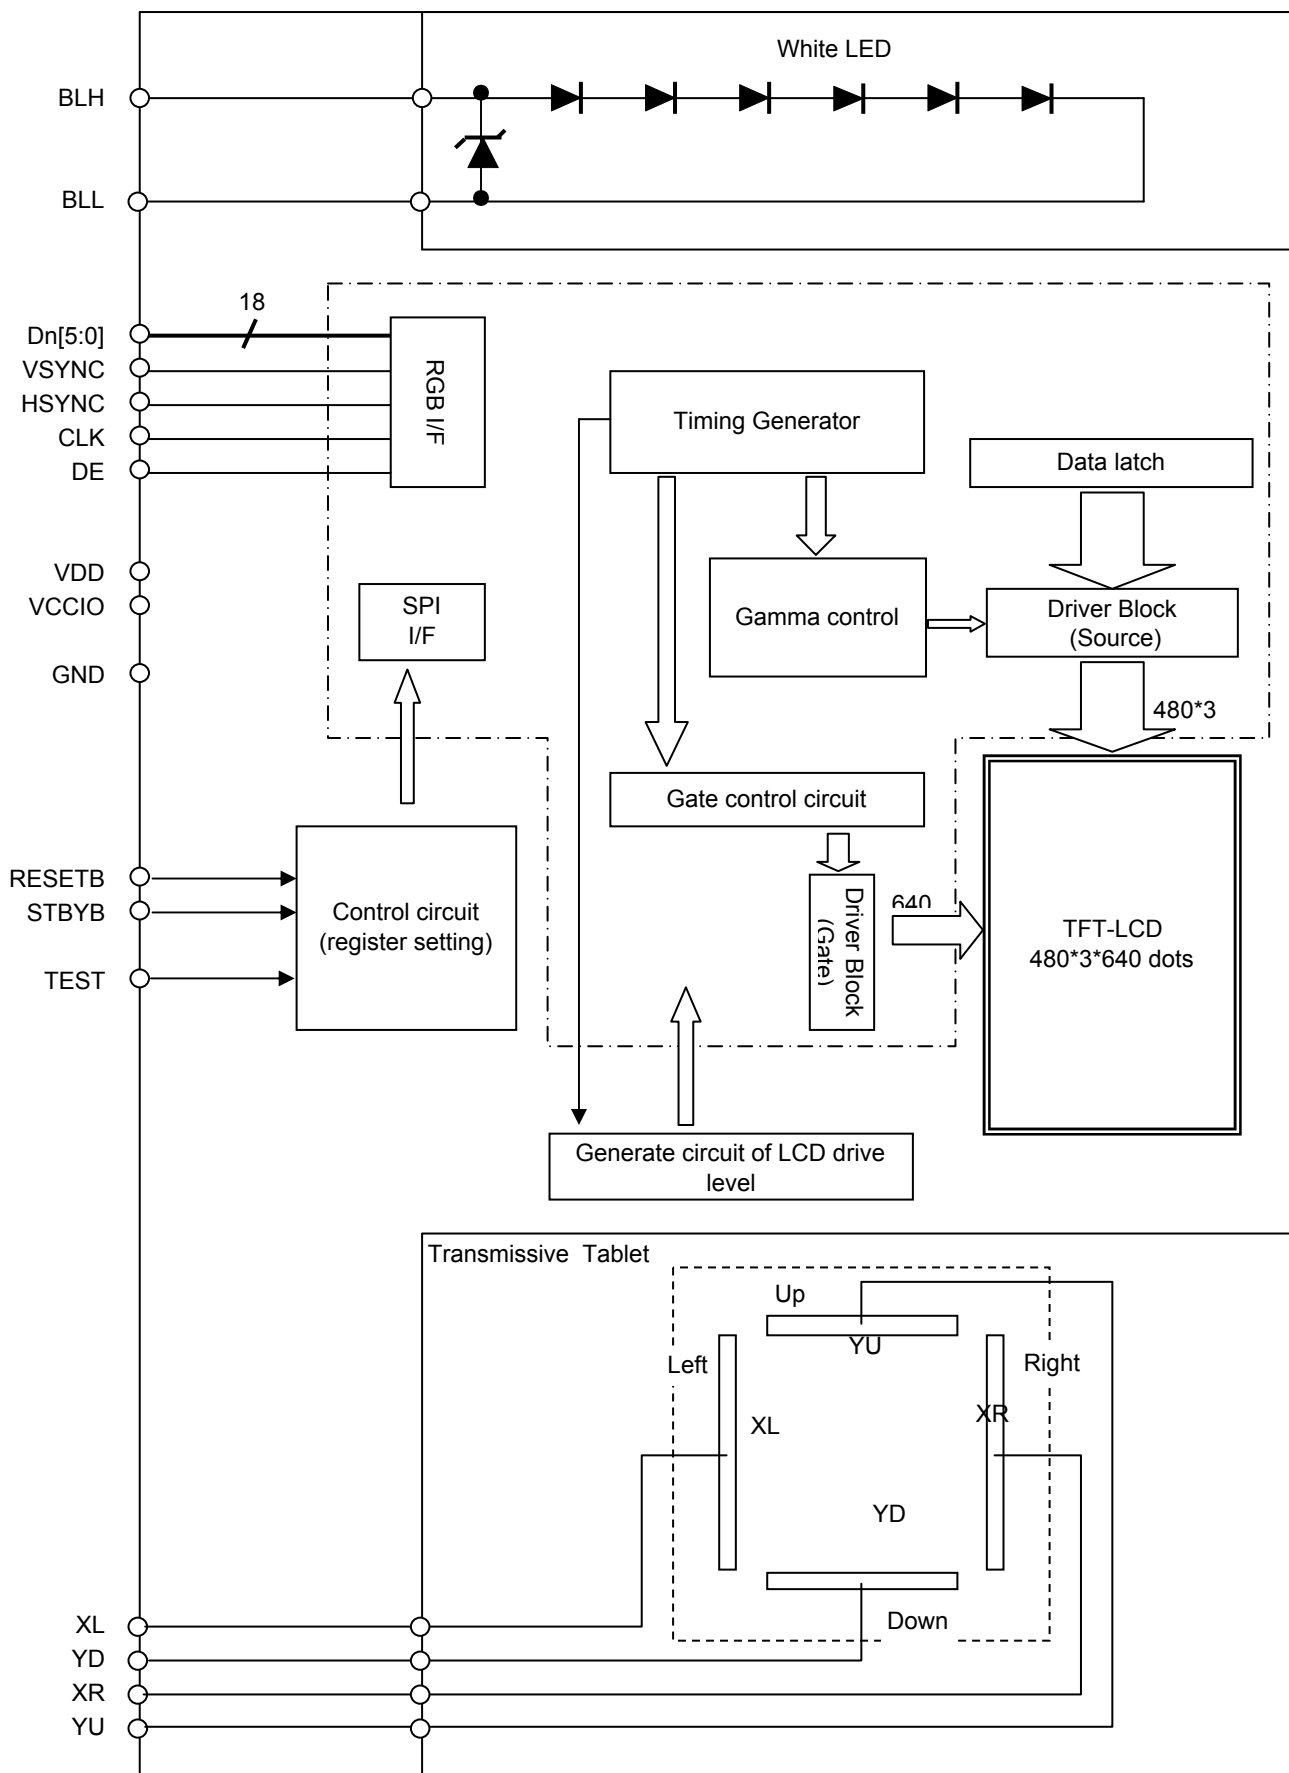 White LED
BLH
BLL
18
Dn[5:0]
VSYNC
HSYNC
CLK
DE
RGB I/F
Timing Generator
Data latch
VDD
VCCIO
GND
SPI
I/F
Gamma control
Driver Block
(Source)
480*3
Gate control circuit
RESETB
STBYB
TEST
Control circuit
(register setting)
Driver Block
(Gate)
640
TFT-LCD
480*3*640 dots
Generate circuit of LCD drive
level
Transmissive Tablet
Up
YU
Left
Right
XL
XR
YD
Down
XL
YD
XR
YU